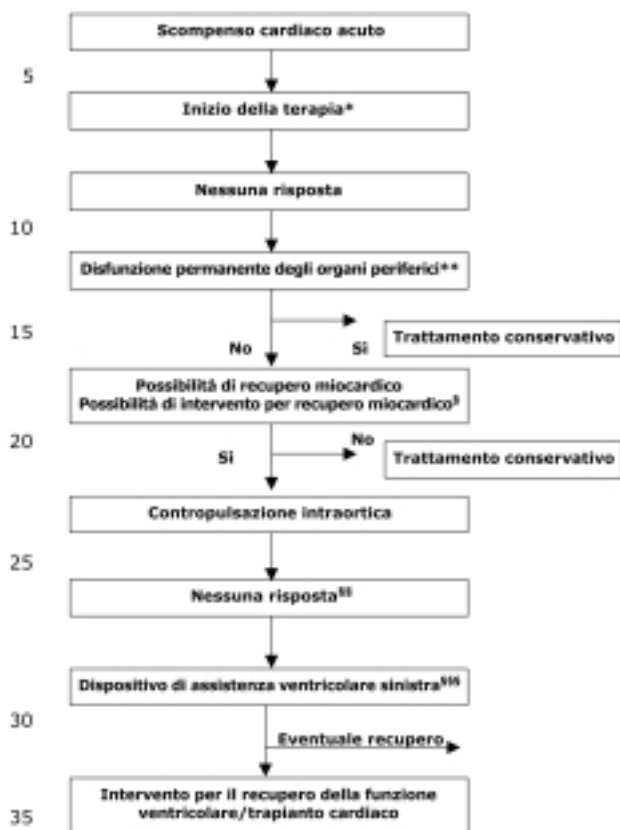 Scompenso cardiaco acuto
5
Inizio della terapia*
Nessuna risposta
10
Disfunzione permanente degli organi periferici**
15
Trattamento conservativo
No
Si
Possibilità di recupero miocardico
Possibilità di intervento per recupero miocardico§
20
No
Si
Trattamento conservativo
Contropulsazione intraortica
25
Nessuna risposta§§
Dispositivo di assistenza ventricolare sinistra§§§
30
Eventuale recupero
Intervento per il recupero della funzione
ventricolare/trapianto cardiaco
35